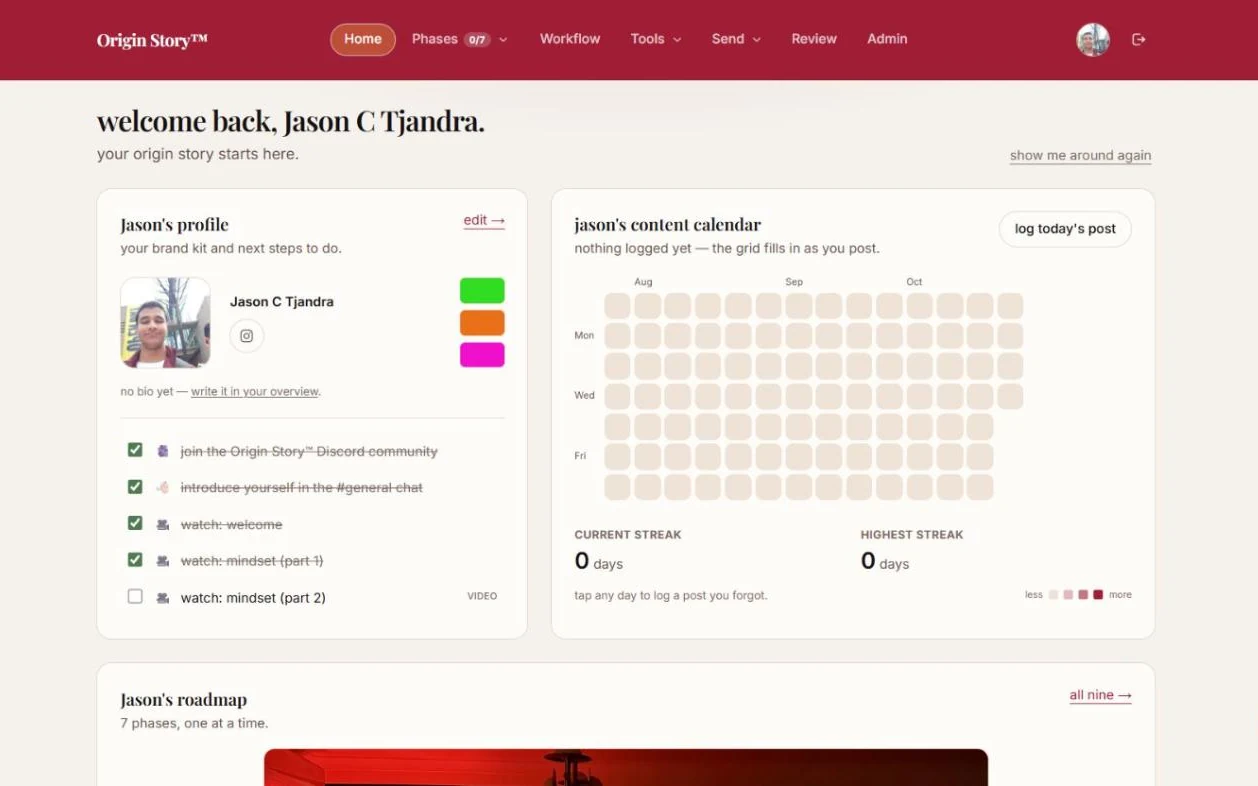 Origin Story™
Home
Phases 0/7
Workflow
Tools
Send
Review
Admin
welcome back, Jason C Tjandra.
your origin story starts here.
show me around again
Jason's profile
edit →
your brand kit and next steps to do.
Jason C Tjandra
no bio yet — write it in your overview.
join the Origin Story™ Discord community
introduce yourself in the #general chat
watch: welcome
watch: mindset (part 1)
watch: mindset (part 2)
VIDEO
jason's content calendar
log today's post
nothing logged yet — the grid fills in as you post.
Aug Sep Oct
Mon
Wed
Fri
CURRENT STREAK
0 days
HIGHEST STREAK
0 days
tap any day to log a post you forgot.
less more
Jason's roadmap
all nine →
7 phases, one at a time.